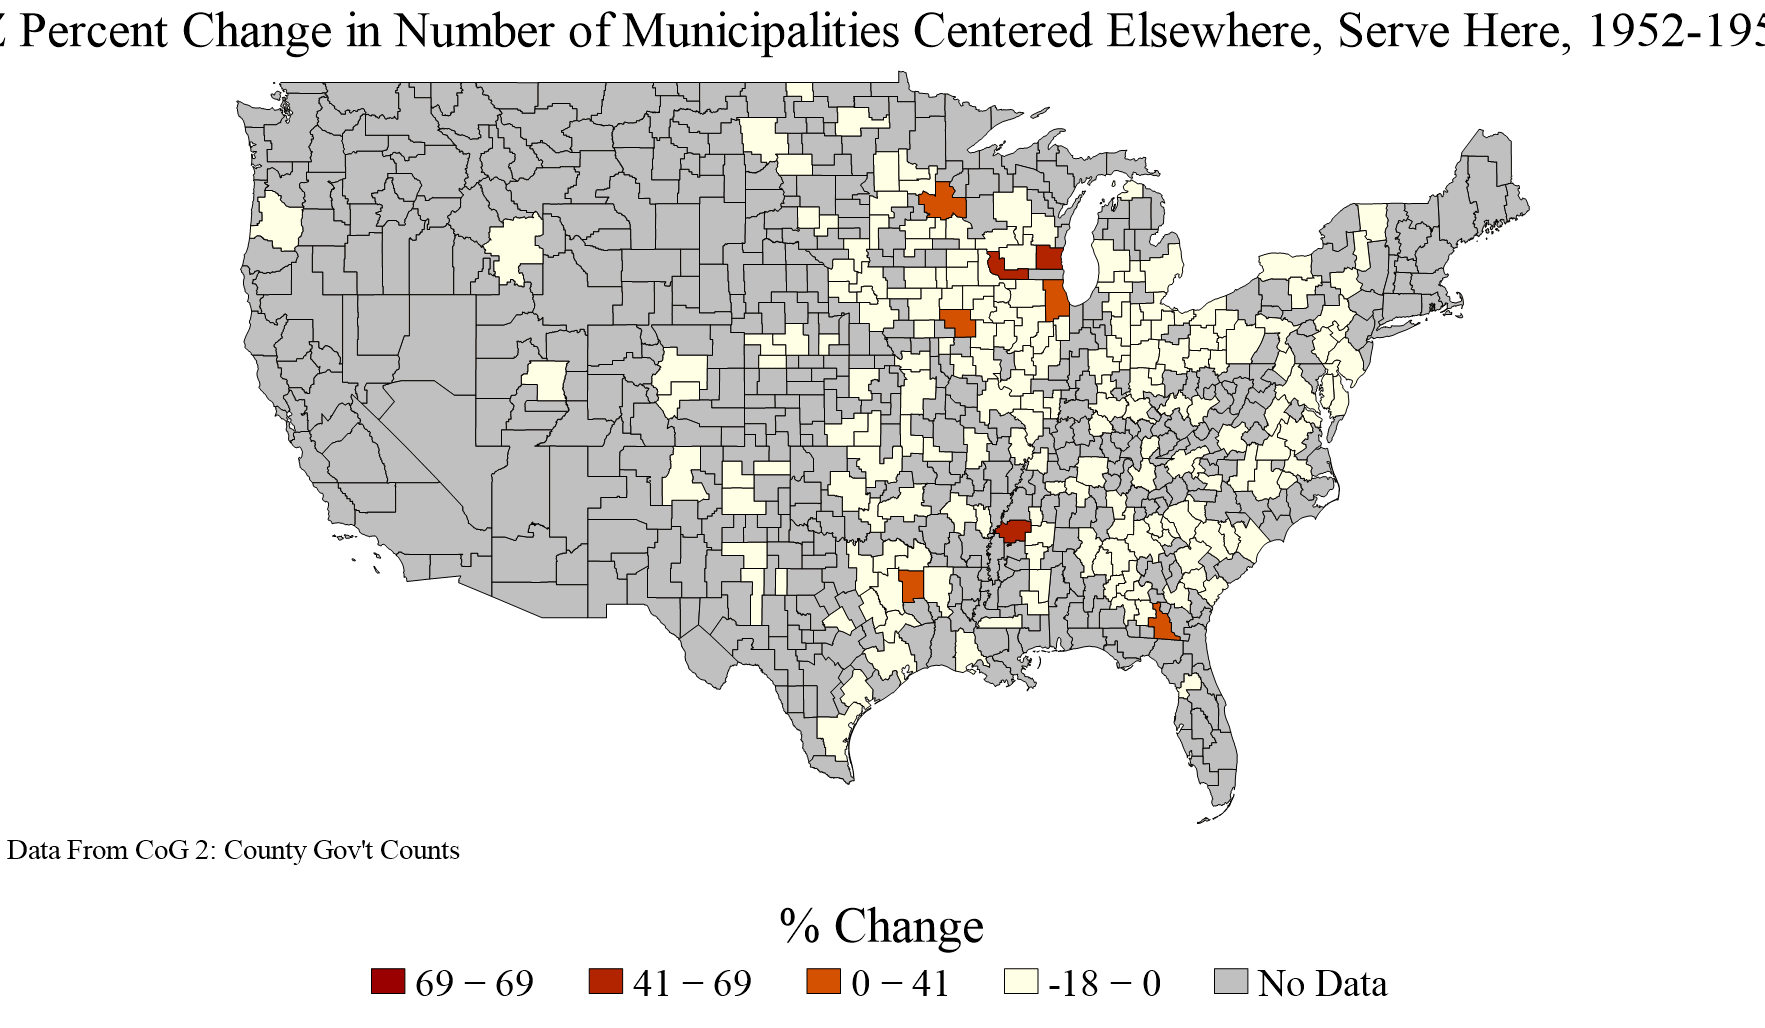 Z Percent Change in Number of Municipalities Centered Elsewhere, Serve Here, 1952-195
Data From CoG 2: County Gov't Counts
% Change
69 – 69 41 – 69 0 – 41 -18 – 0 No Data